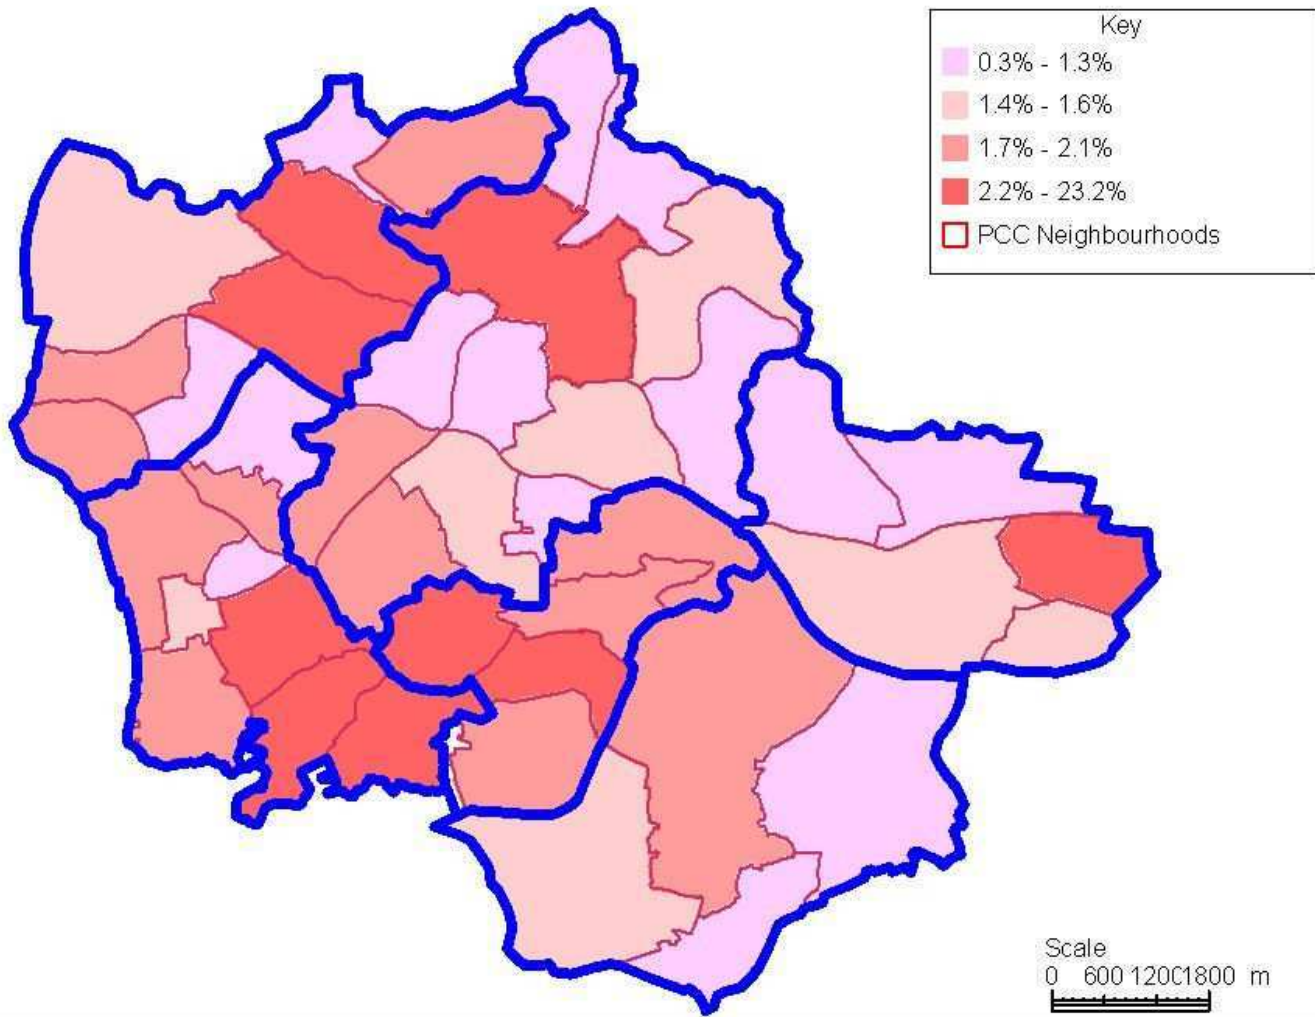 Key
0.3% - 1.3%
1.4% - 1.6%
1.7% - 2.1%
2.2% - 23.2%
PCC Neighbourhoods
Scale
0 600 1200 1800 m